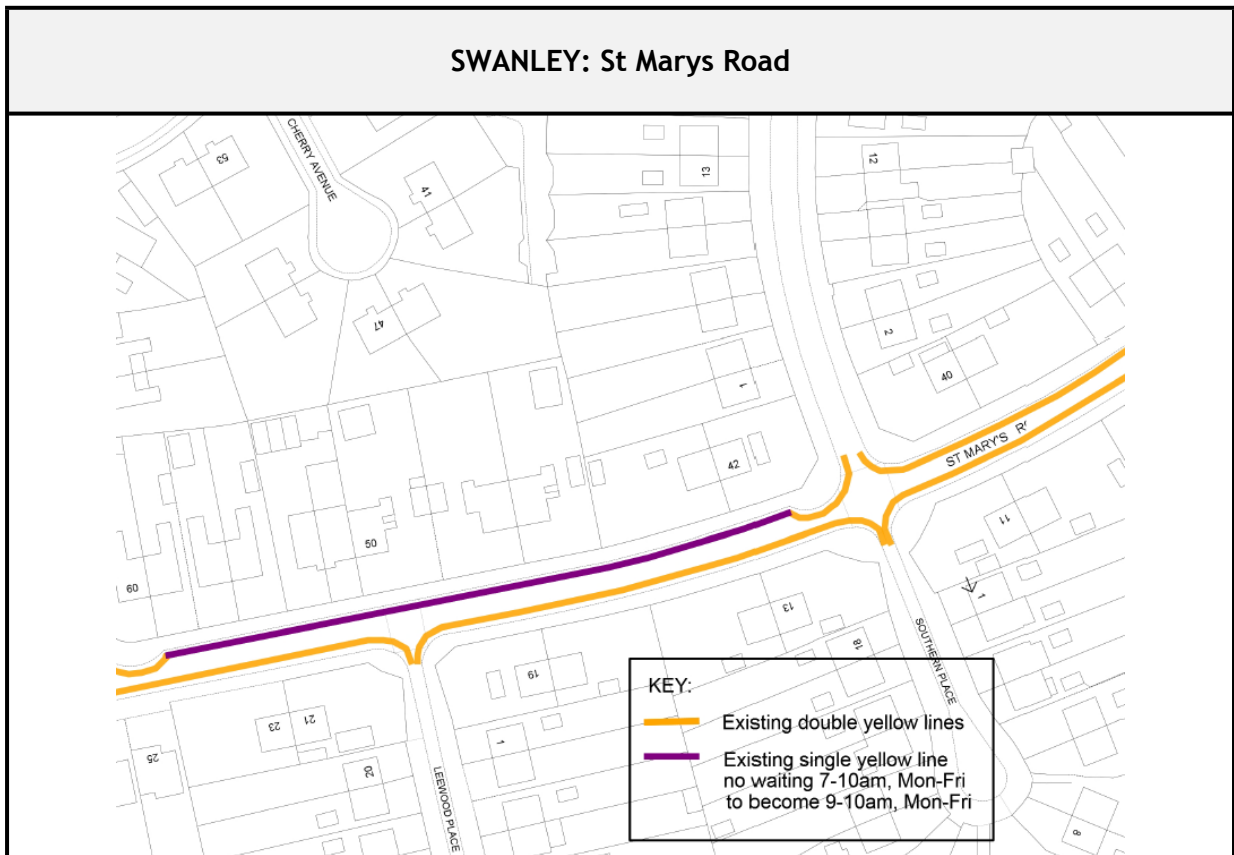 SWANLEY: St Marys Road
CHERRY AVENUE
53
41
13
12
47
2
40
1
42
ST MARY'S R
50
11
60
1
13
18
SOUTHERN PLACE
19
23
21
25
1
20
LEEWOOD PLACE
8
KEY:
Existing double yellow lines
Existing single yellow line
no waiting 7-10am, Mon-Fri
to become 9-10am, Mon-Fri